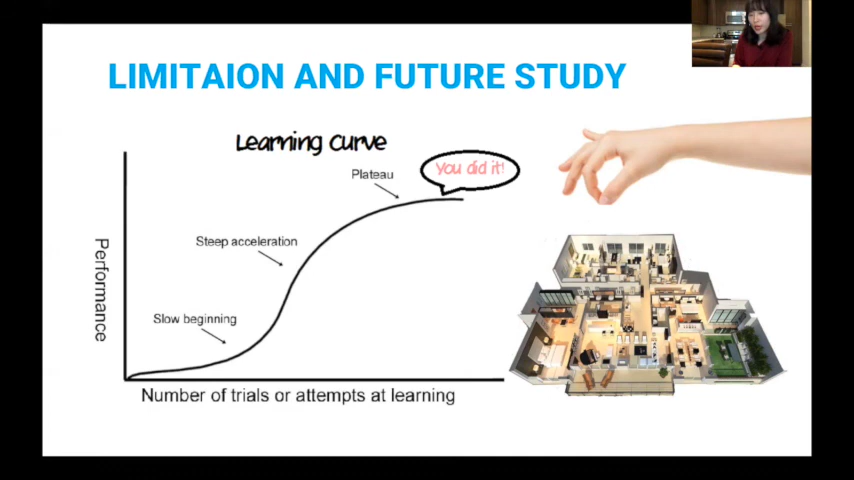 LIMITAION AND FUTURE STUDY
Learning Curve
You did it!
Plateau
Steep acceleration
Performance
Slow beginning
Number of trials or attempts at learning